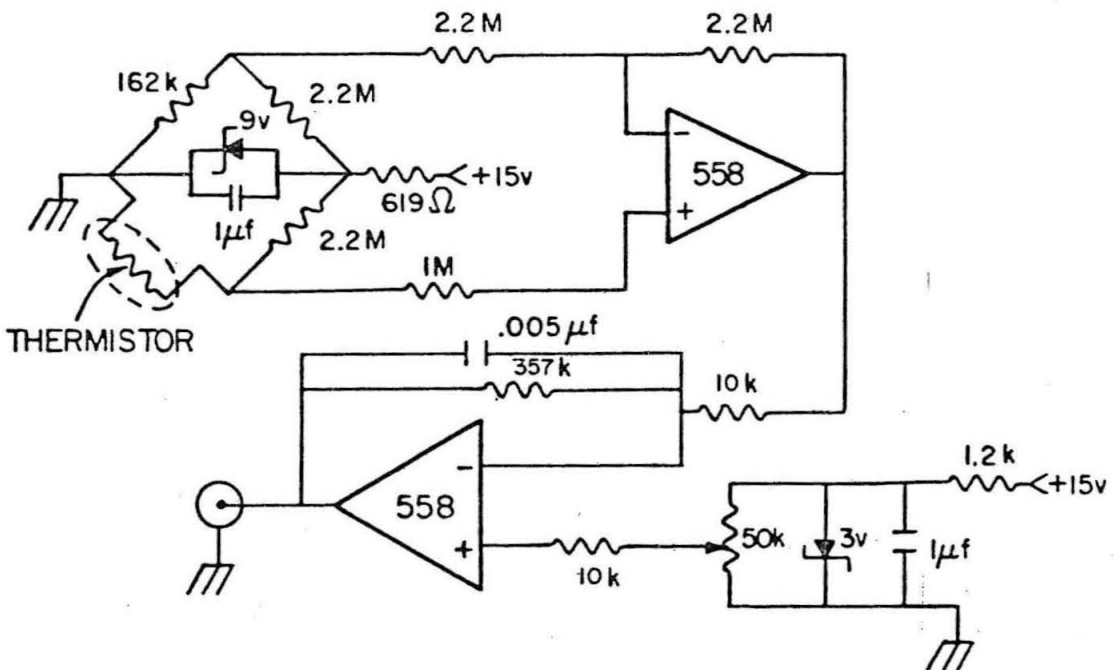 2.2M
2.2M
162k
2.2M
9v
558
-
+
+15v
619Ω
1μf
2.2M
1M
THERMISTOR
.005μf
357k
10k
1.2k
+15v
558
-
+
50k
3v
1μf
10k